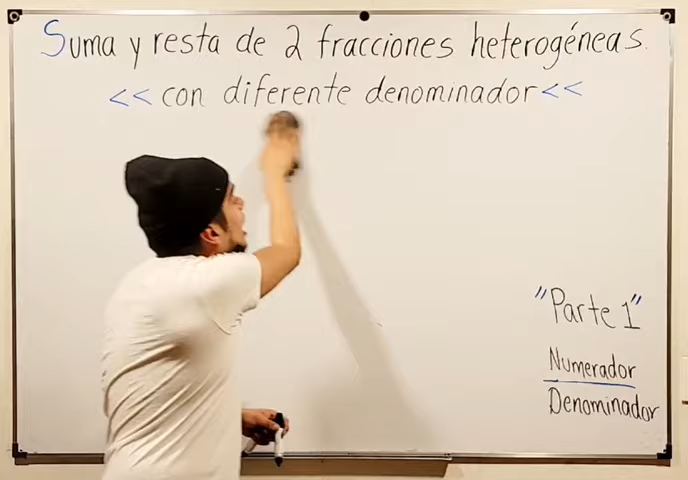 Suma y resta de 2 fracciones heterogéneas.
<< con diferente denominador <<
"Parte 1"
Numerador
Denominador